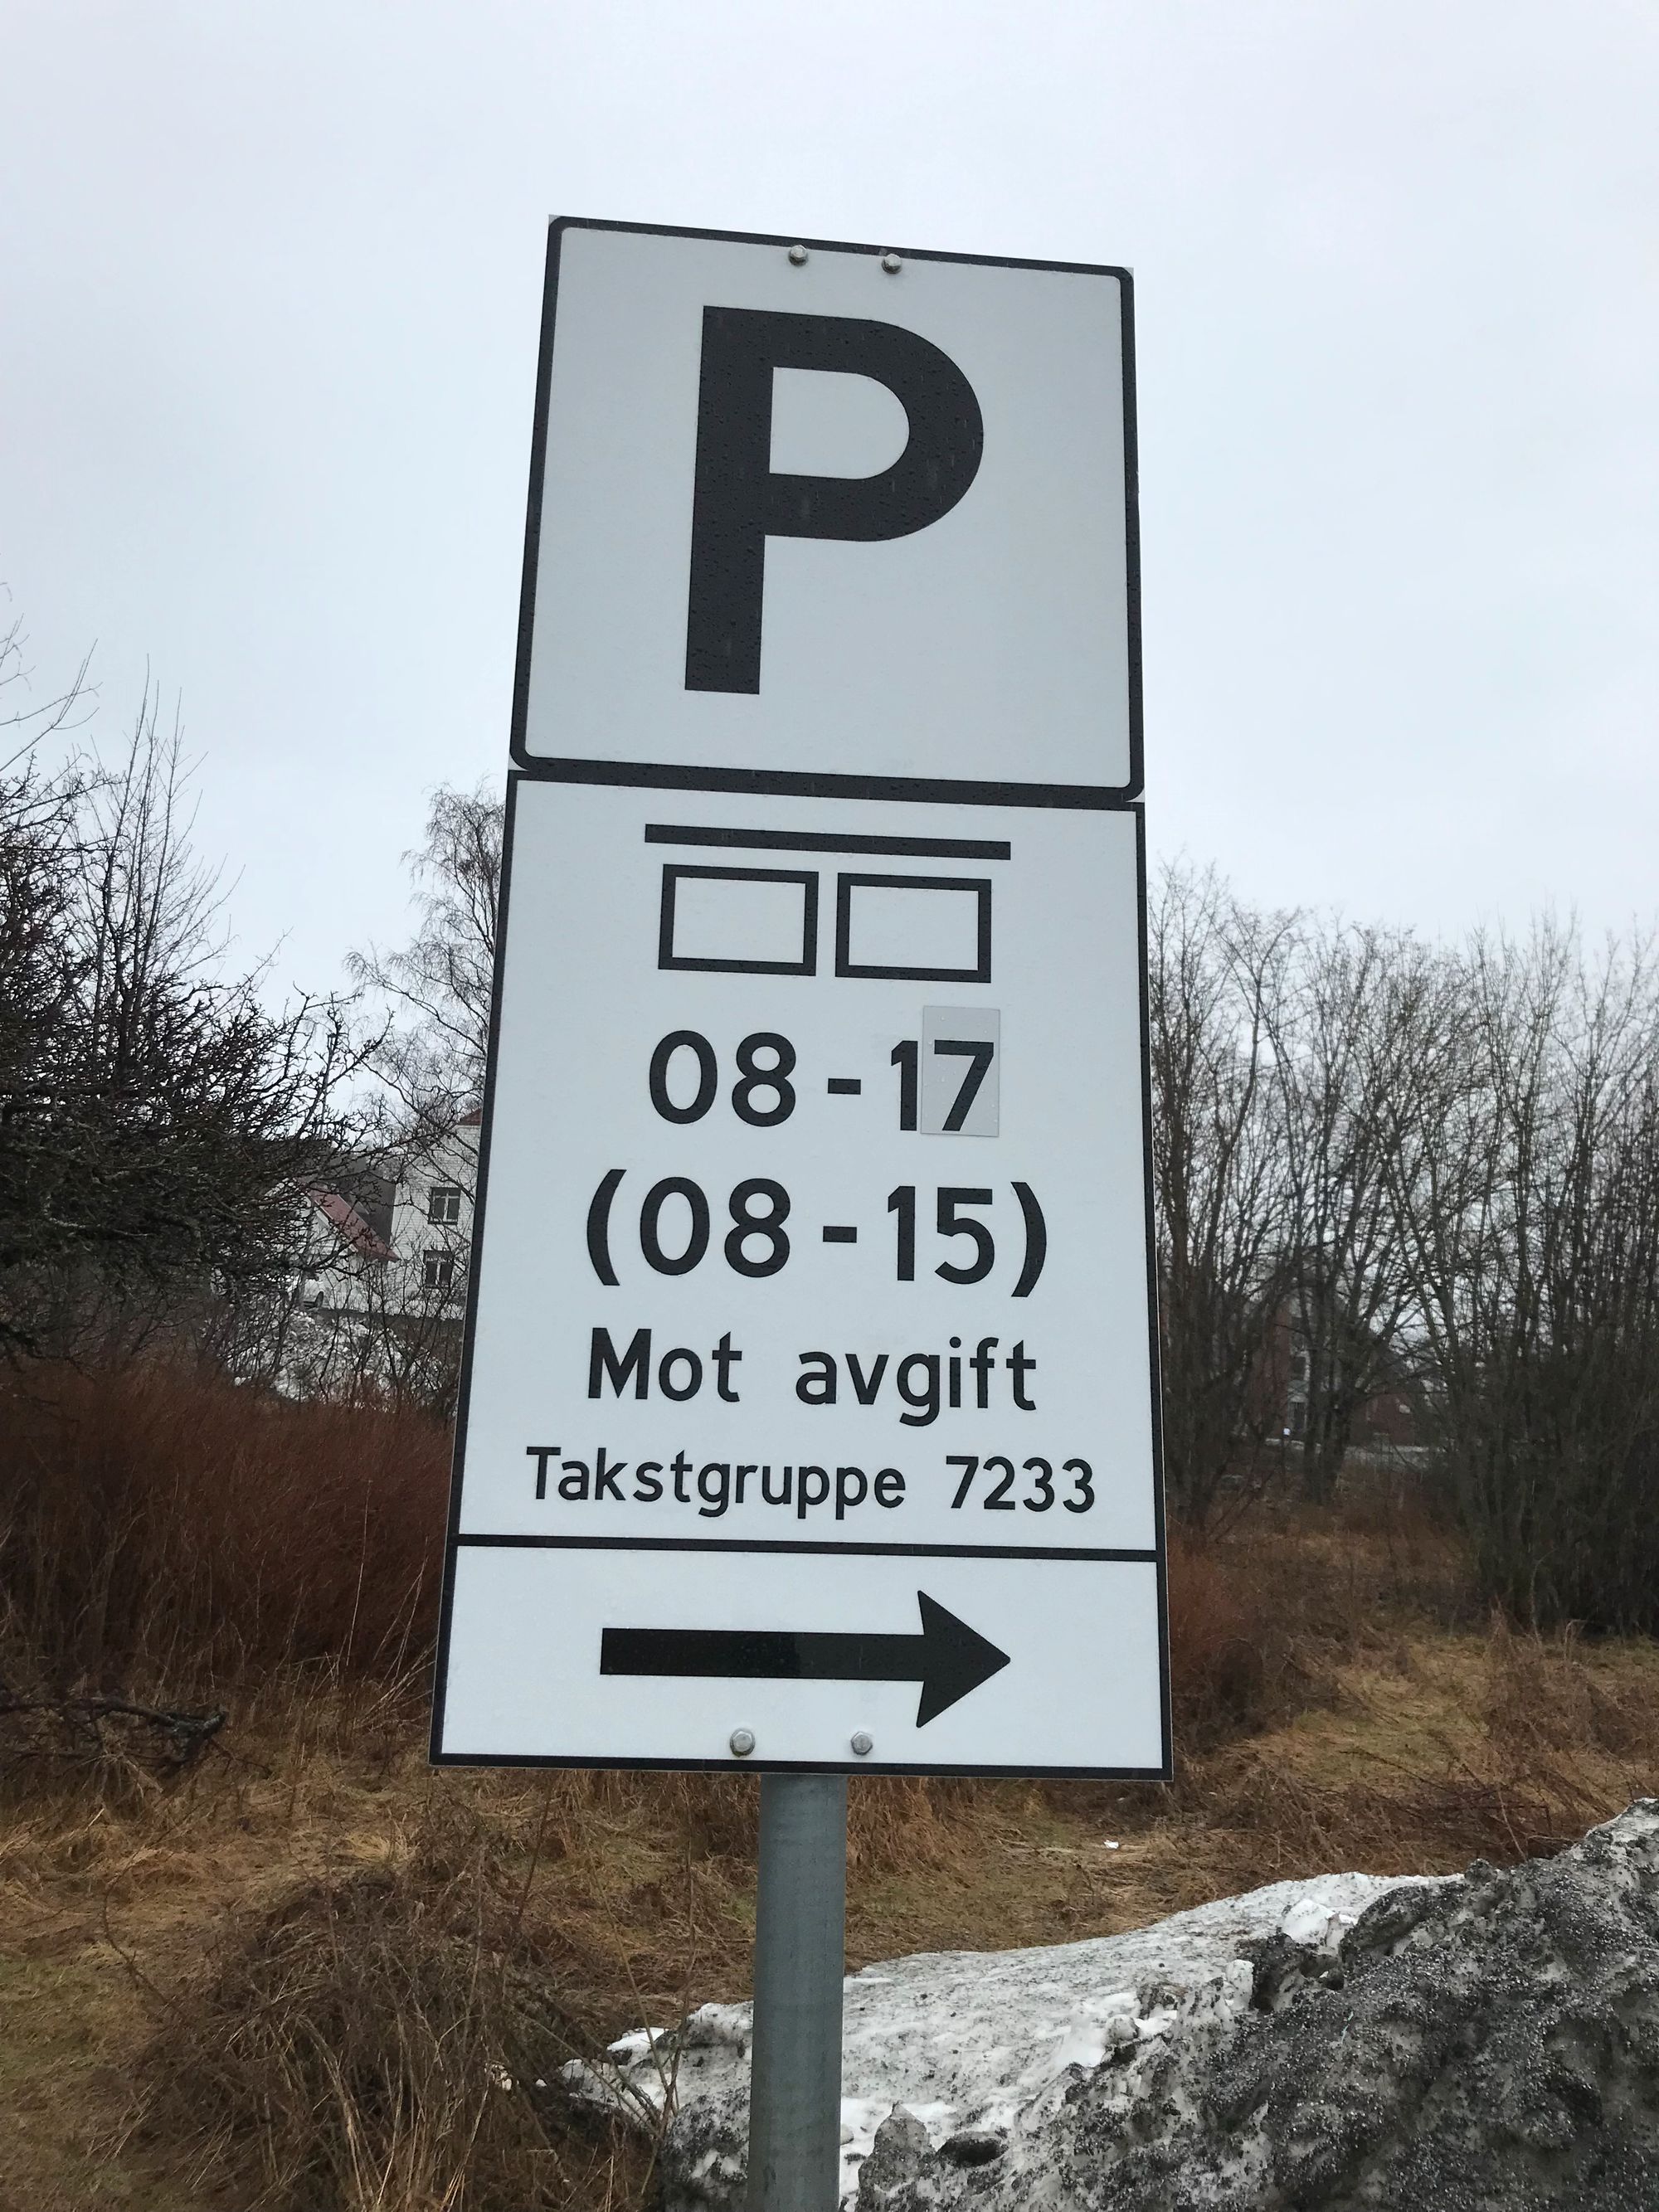 P
08-17
(08-15)
Mot avgift
Takstgruppe 7233